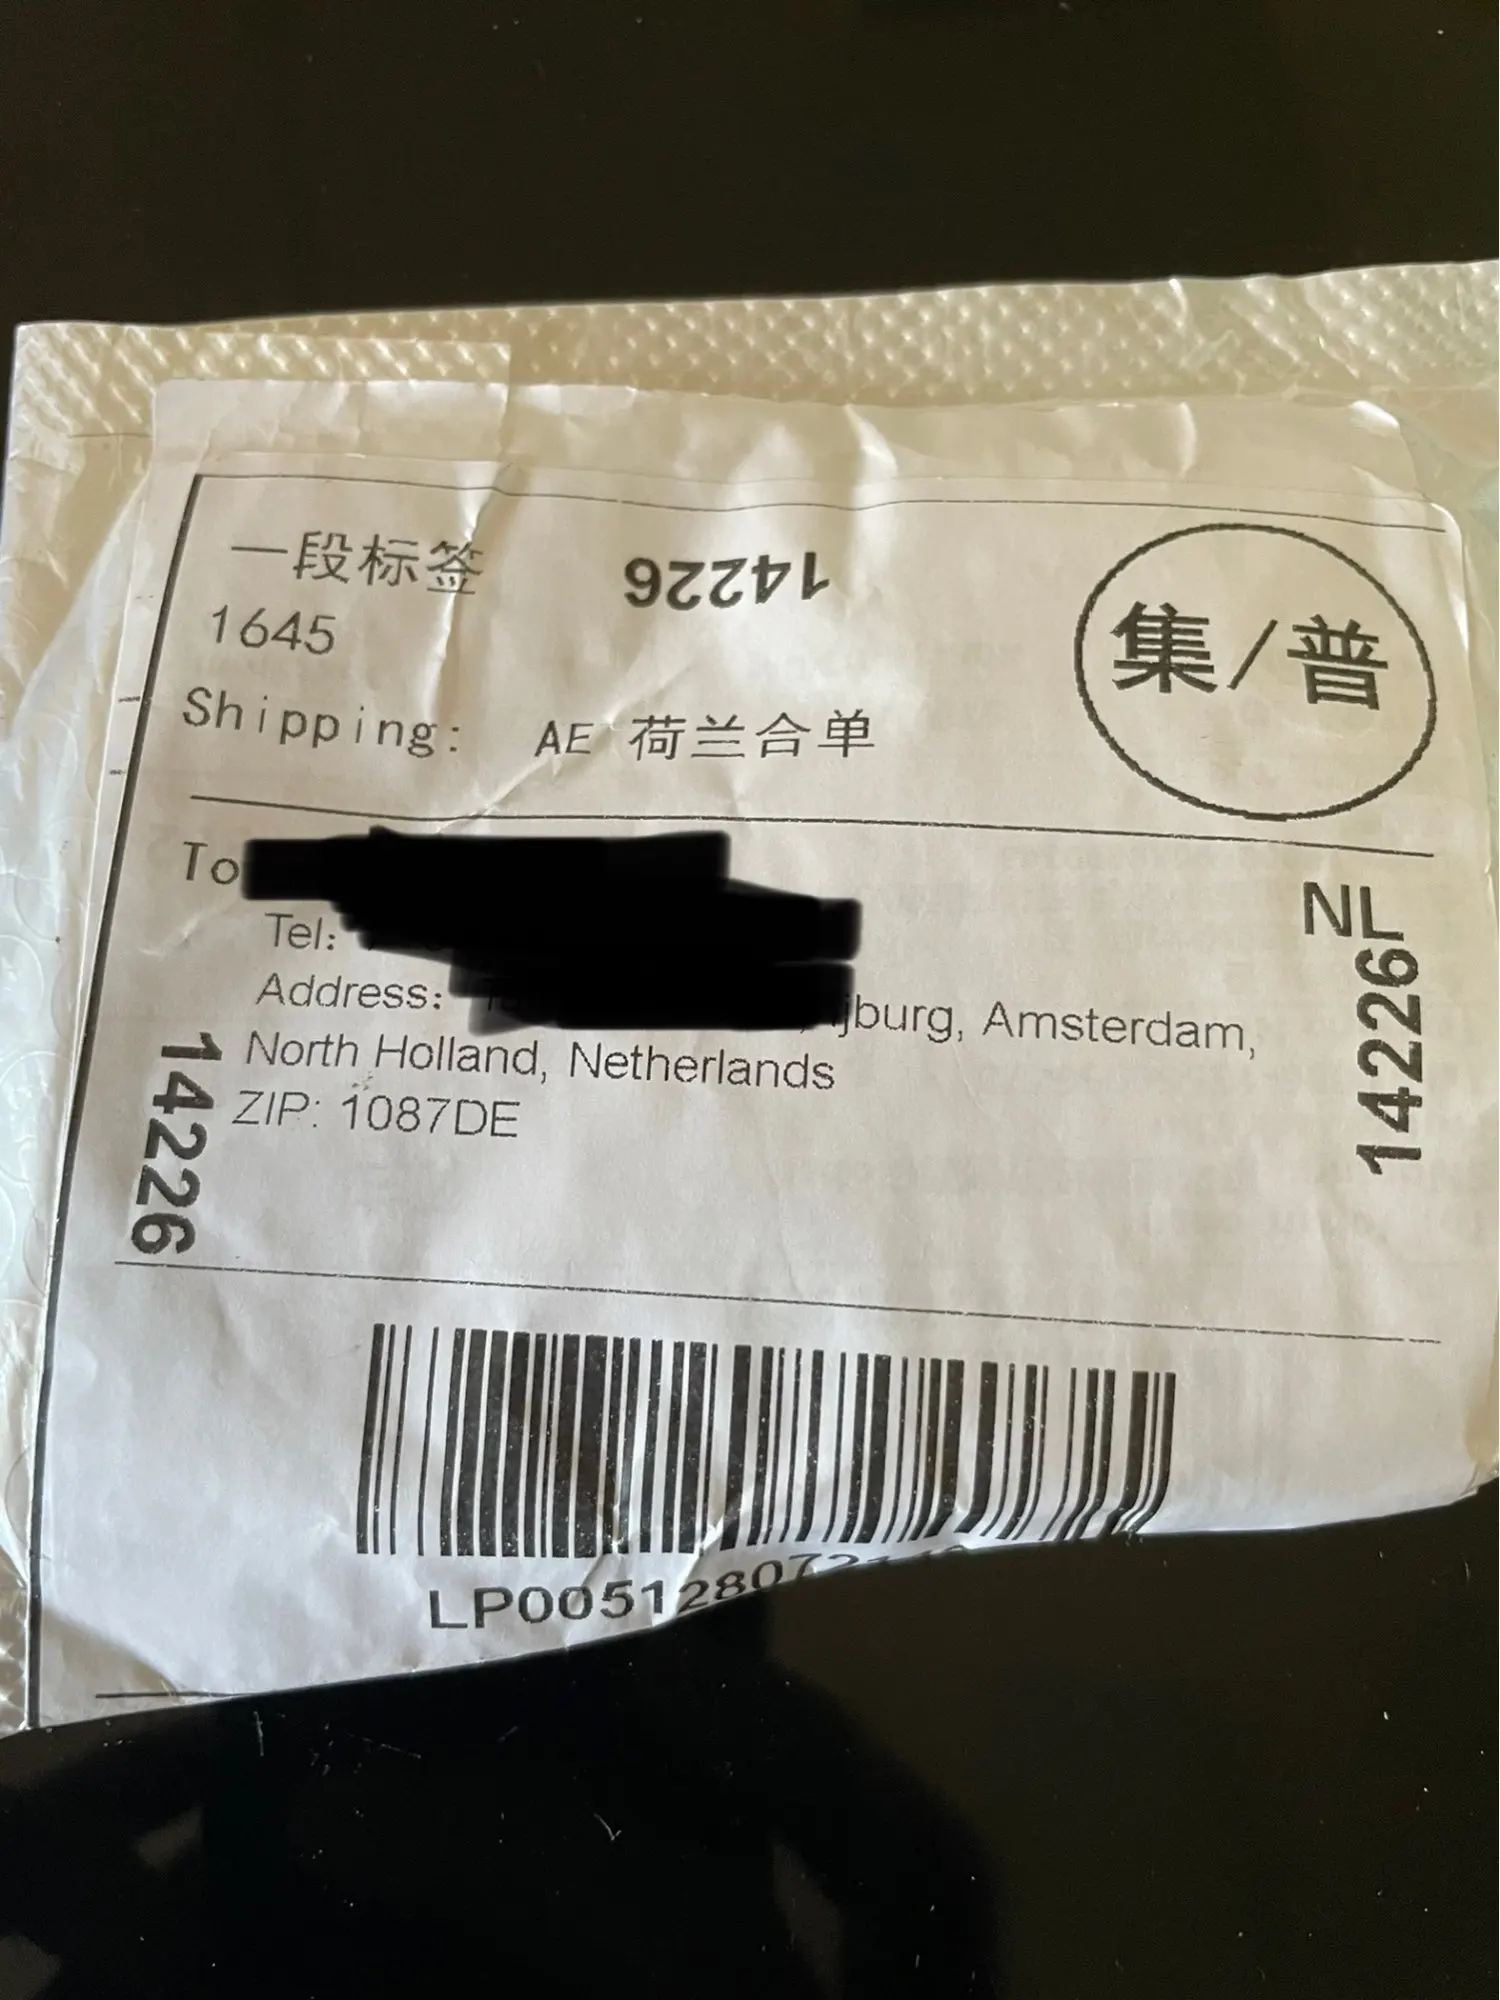 一段标签
14226
集/普
1645
Shipping: AE 荷兰合单
To
Tel:
Address: jburg, Amsterdam,
North Holland, Netherlands
ZIP: 1087DE
NL
14226
14226
LP005128072